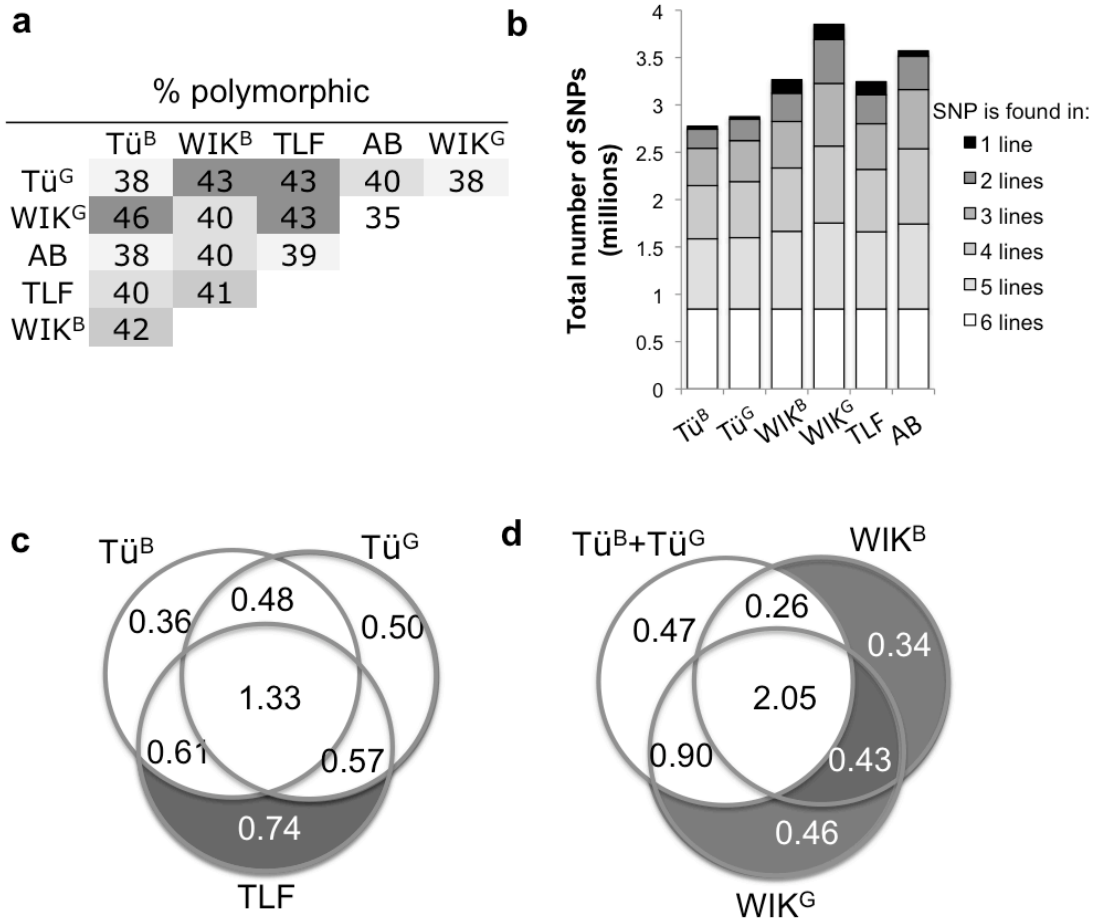 a
% polymorphic
Tüᴮ WIKᴮ TLF AB WIKᴳ
Tüᴳ 38 43 43 40 38
WIKᴳ 46 40 43 35
AB 38 40 39
TLF 40 41
WIKᴮ 42
b
Total number of SNPs
(millions)
4
3.5
3
2.5
2
1.5
1
0.5
0
Tüᴮ Tüᴳ WIKᴮ WIKᴳ TLF AB
SNP is found in:
1 line
2 lines
3 lines
4 lines
5 lines
6 lines
c
Tüᴮ Tüᴳ
0.36 0.48 0.50
1.33
0.61 0.57
0.74
TLF
d
Tüᴮ+Tüᴳ WIKᴮ
0.47 0.26 0.34
2.05
0.90 0.43
0.46
WIKᴳ